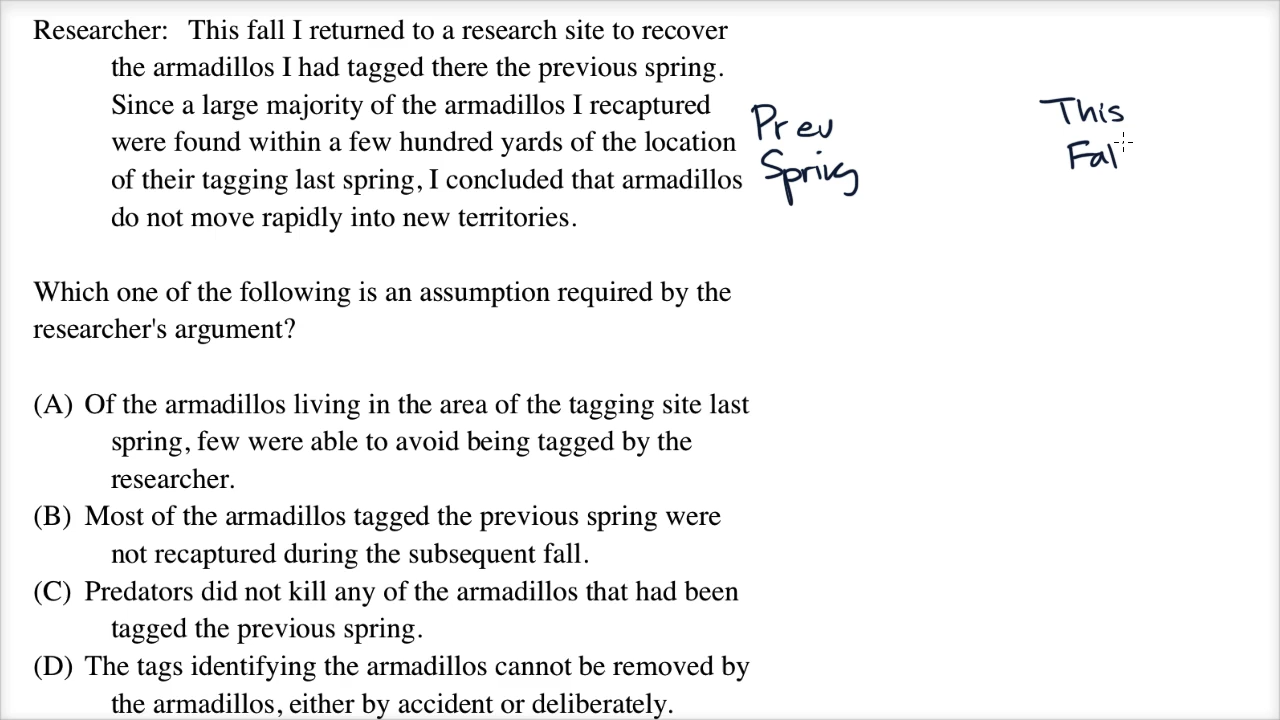 Researcher: This fall I returned to a research site to recover
the armadillos I had tagged there the previous spring.
Since a large majority of the armadillos I recaptured
were found within a few hundred yards of the location
of their tagging last spring, I concluded that armadillos
do not move rapidly into new territories.
Which one of the following is an assumption required by the
researcher's argument?
(A) Of the armadillos living in the area of the tagging site last
spring, few were able to avoid being tagged by the
researcher.
(B) Most of the armadillos tagged the previous spring were
not recaptured during the subsequent fall.
(C) Predators did not kill any of the armadillos that had been
tagged the previous spring.
(D) The tags identifying the armadillos cannot be removed by
the armadillos, either by accident or deliberately.
Prev
Spring
This
Fal